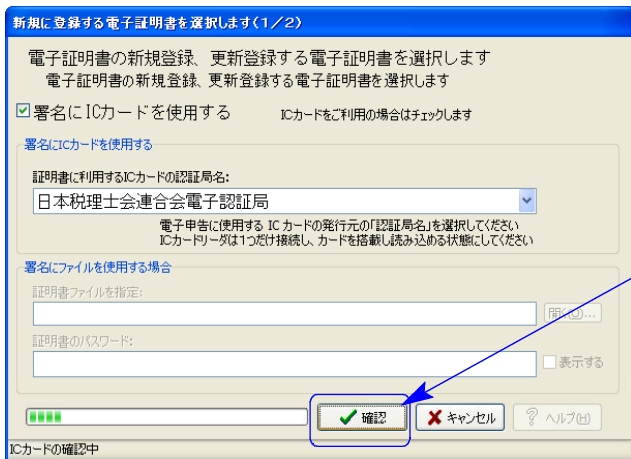 新規に登録する電子証明書を選択します(1/2)
電子証明書の新規登録、更新登録する電子証明書を選択します
電子証明書の新規登録、更新登録する電子証明書を選択します
署名にICカードを使用する ICカードをご利用の場合はチェックします
署名にICカードを使用する
証明書に利用するICカードの認証局名:
日本税理士会連合会電子認証局
電子申告に使用する IC カードの発行元の「認証局名」を選択してください
ICカードリーダは1つだけ接続し、カードを搭載し読み込める状態にしてください
署名にファイルを使用する場合
証明書ファイルを指定:
開く(O)...
証明書のパスワード:
表示する
確認 キャンセル ? ヘルプ(H)
ICカードの確認中